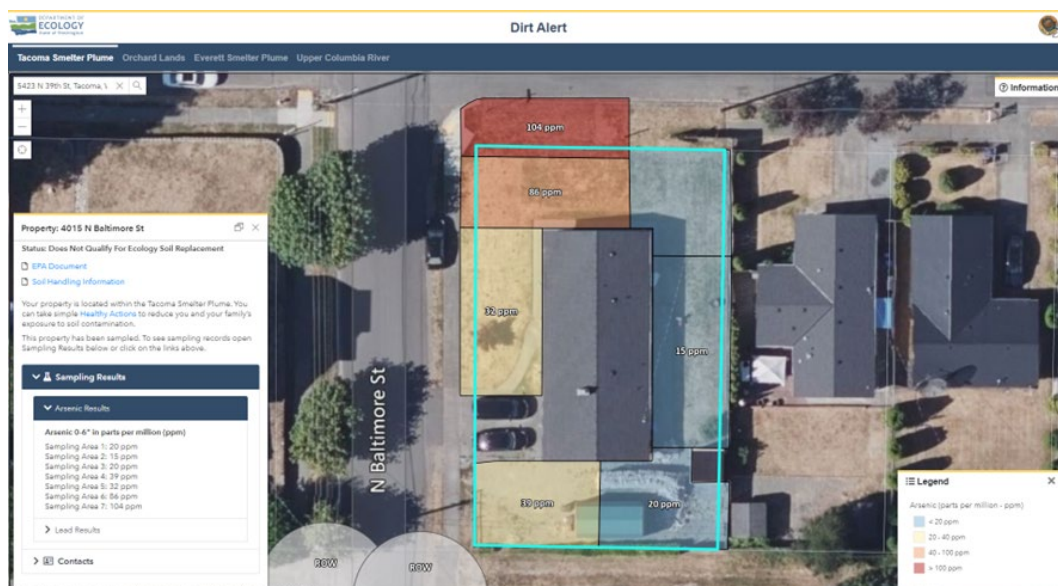 DEPARTMENT OF
ECOLOGY
State of Washington
Dirt Alert
Tacoma Smelter Plume Orchard Lands Everett Smelter Plume Upper Columbia River
5423 N 39th St, Tacoma, \
Information
104 ppm
86 ppm
32 ppm
15 ppm
39 ppm
20 ppm
N Baltimore St
ROW
ROW
Property: 4015 N Baltimore St
Status: Does Not Qualify For Ecology Soil Replacement
EPA Document
Soil Handling Information
Your property is located within the Tacoma Smelter Plume. You
can take simple Healthy Actions to reduce you and your family's
exposure to soil contamination.
This property has been sampled. To see sampling records open
Sampling Results below or click on the links above.
Sampling Results
Arsenic Results
Arsenic 0-6" in parts per million (ppm)
Sampling Area 1: 20 ppm
Sampling Area 2: 15 ppm
Sampling Area 3: 20 ppm
Sampling Area 4: 39 ppm
Sampling Area 5: 32 ppm
Sampling Area 6: 86 ppm
Sampling Area 7: 104 ppm
Lead Results
Contacts
Legend
Arsenic (parts per million - ppm)
< 20 ppm
20 - 40 ppm
40 - 100 ppm
> 100 ppm